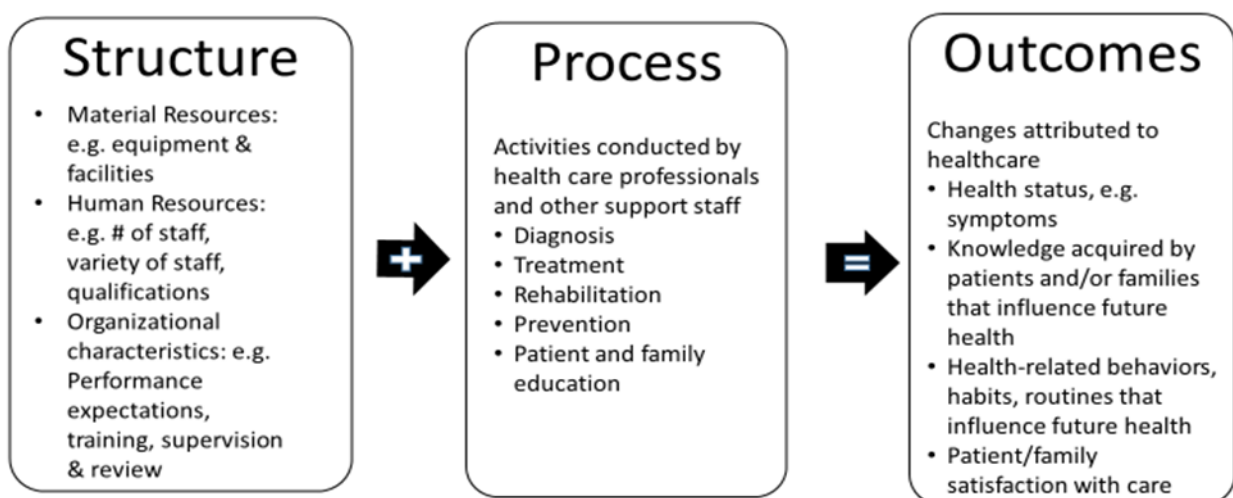 Structure
• Material Resources:
e.g. equipment &
facilities
• Human Resources:
e.g. # of staff,
variety of staff,
qualifications
• Organizational
characteristics: e.g.
Performance
expectations,
training, supervision
& review
+
Process
Activities conducted by
health care professionals
and other support staff
• Diagnosis
• Treatment
• Rehabilitation
• Prevention
• Patient and family
education
=
Outcomes
Changes attributed to
healthcare
• Health status, e.g.
symptoms
• Knowledge acquired by
patients and/or families
that influence future
health
• Health-related behaviors,
habits, routines that
influence future health
• Patient/family
satisfaction with care